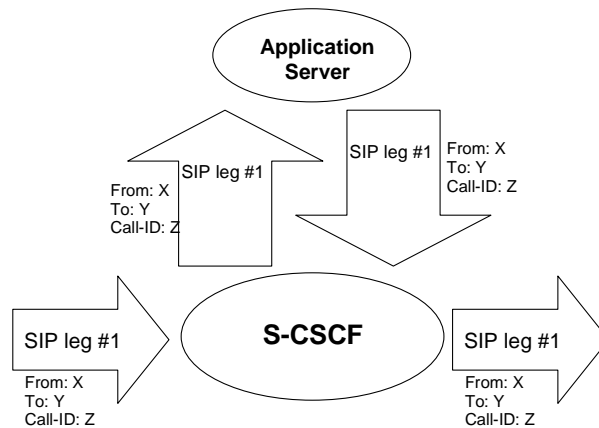 Application
Server
SIP leg #1
From: X
To: Y
Call-ID: Z
SIP leg #1
From: X
To: Y
Call-ID: Z
S-CSCF
SIP leg #1
From: X
To: Y
Call-ID: Z
SIP leg #1
From: X
To: Y
Call-ID: Z